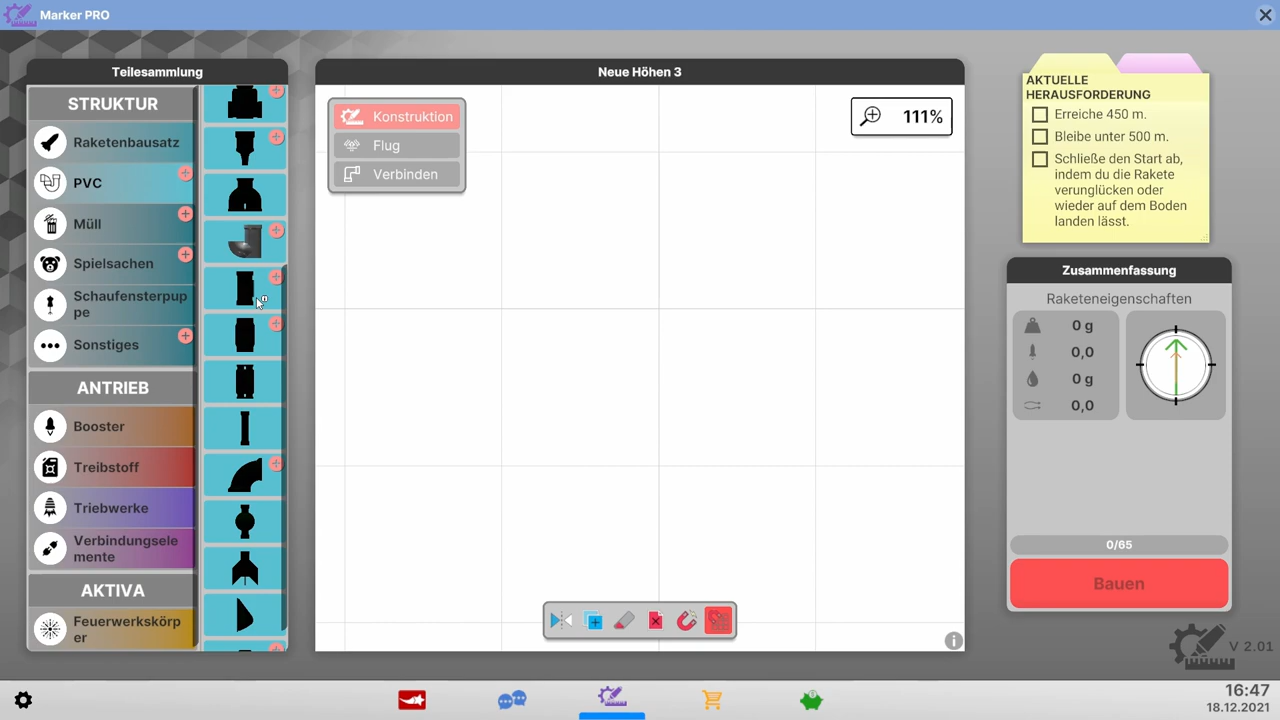 Marker PRO
Teilesammlung
STRUKTUR
Raketenbausatz
PVC
Müll
Spielsachen
Schaufensterpup
pe
Sonstiges
ANTRIEB
Booster
Treibstoff
Triebwerke
Verbindungsele
mente
AKTIVA
Feuerwerkskörp
er
Neue Höhen 3
Konstruktion
Flug
Verbinden
111%
AKTUELLE
HERAUSFORDERUNG
Erreiche 450 m.
Bleibe unter 500 m.
Schließe den Start ab,
indem du die Rakete
verunglücken oder
wieder auf dem Boden
landen lässt.
Zusammenfassung
Raketeneigenschaften
0 g
0,0
0 g
0,0
0/65
Bauen
V 2.01
16:47
18.12.2021